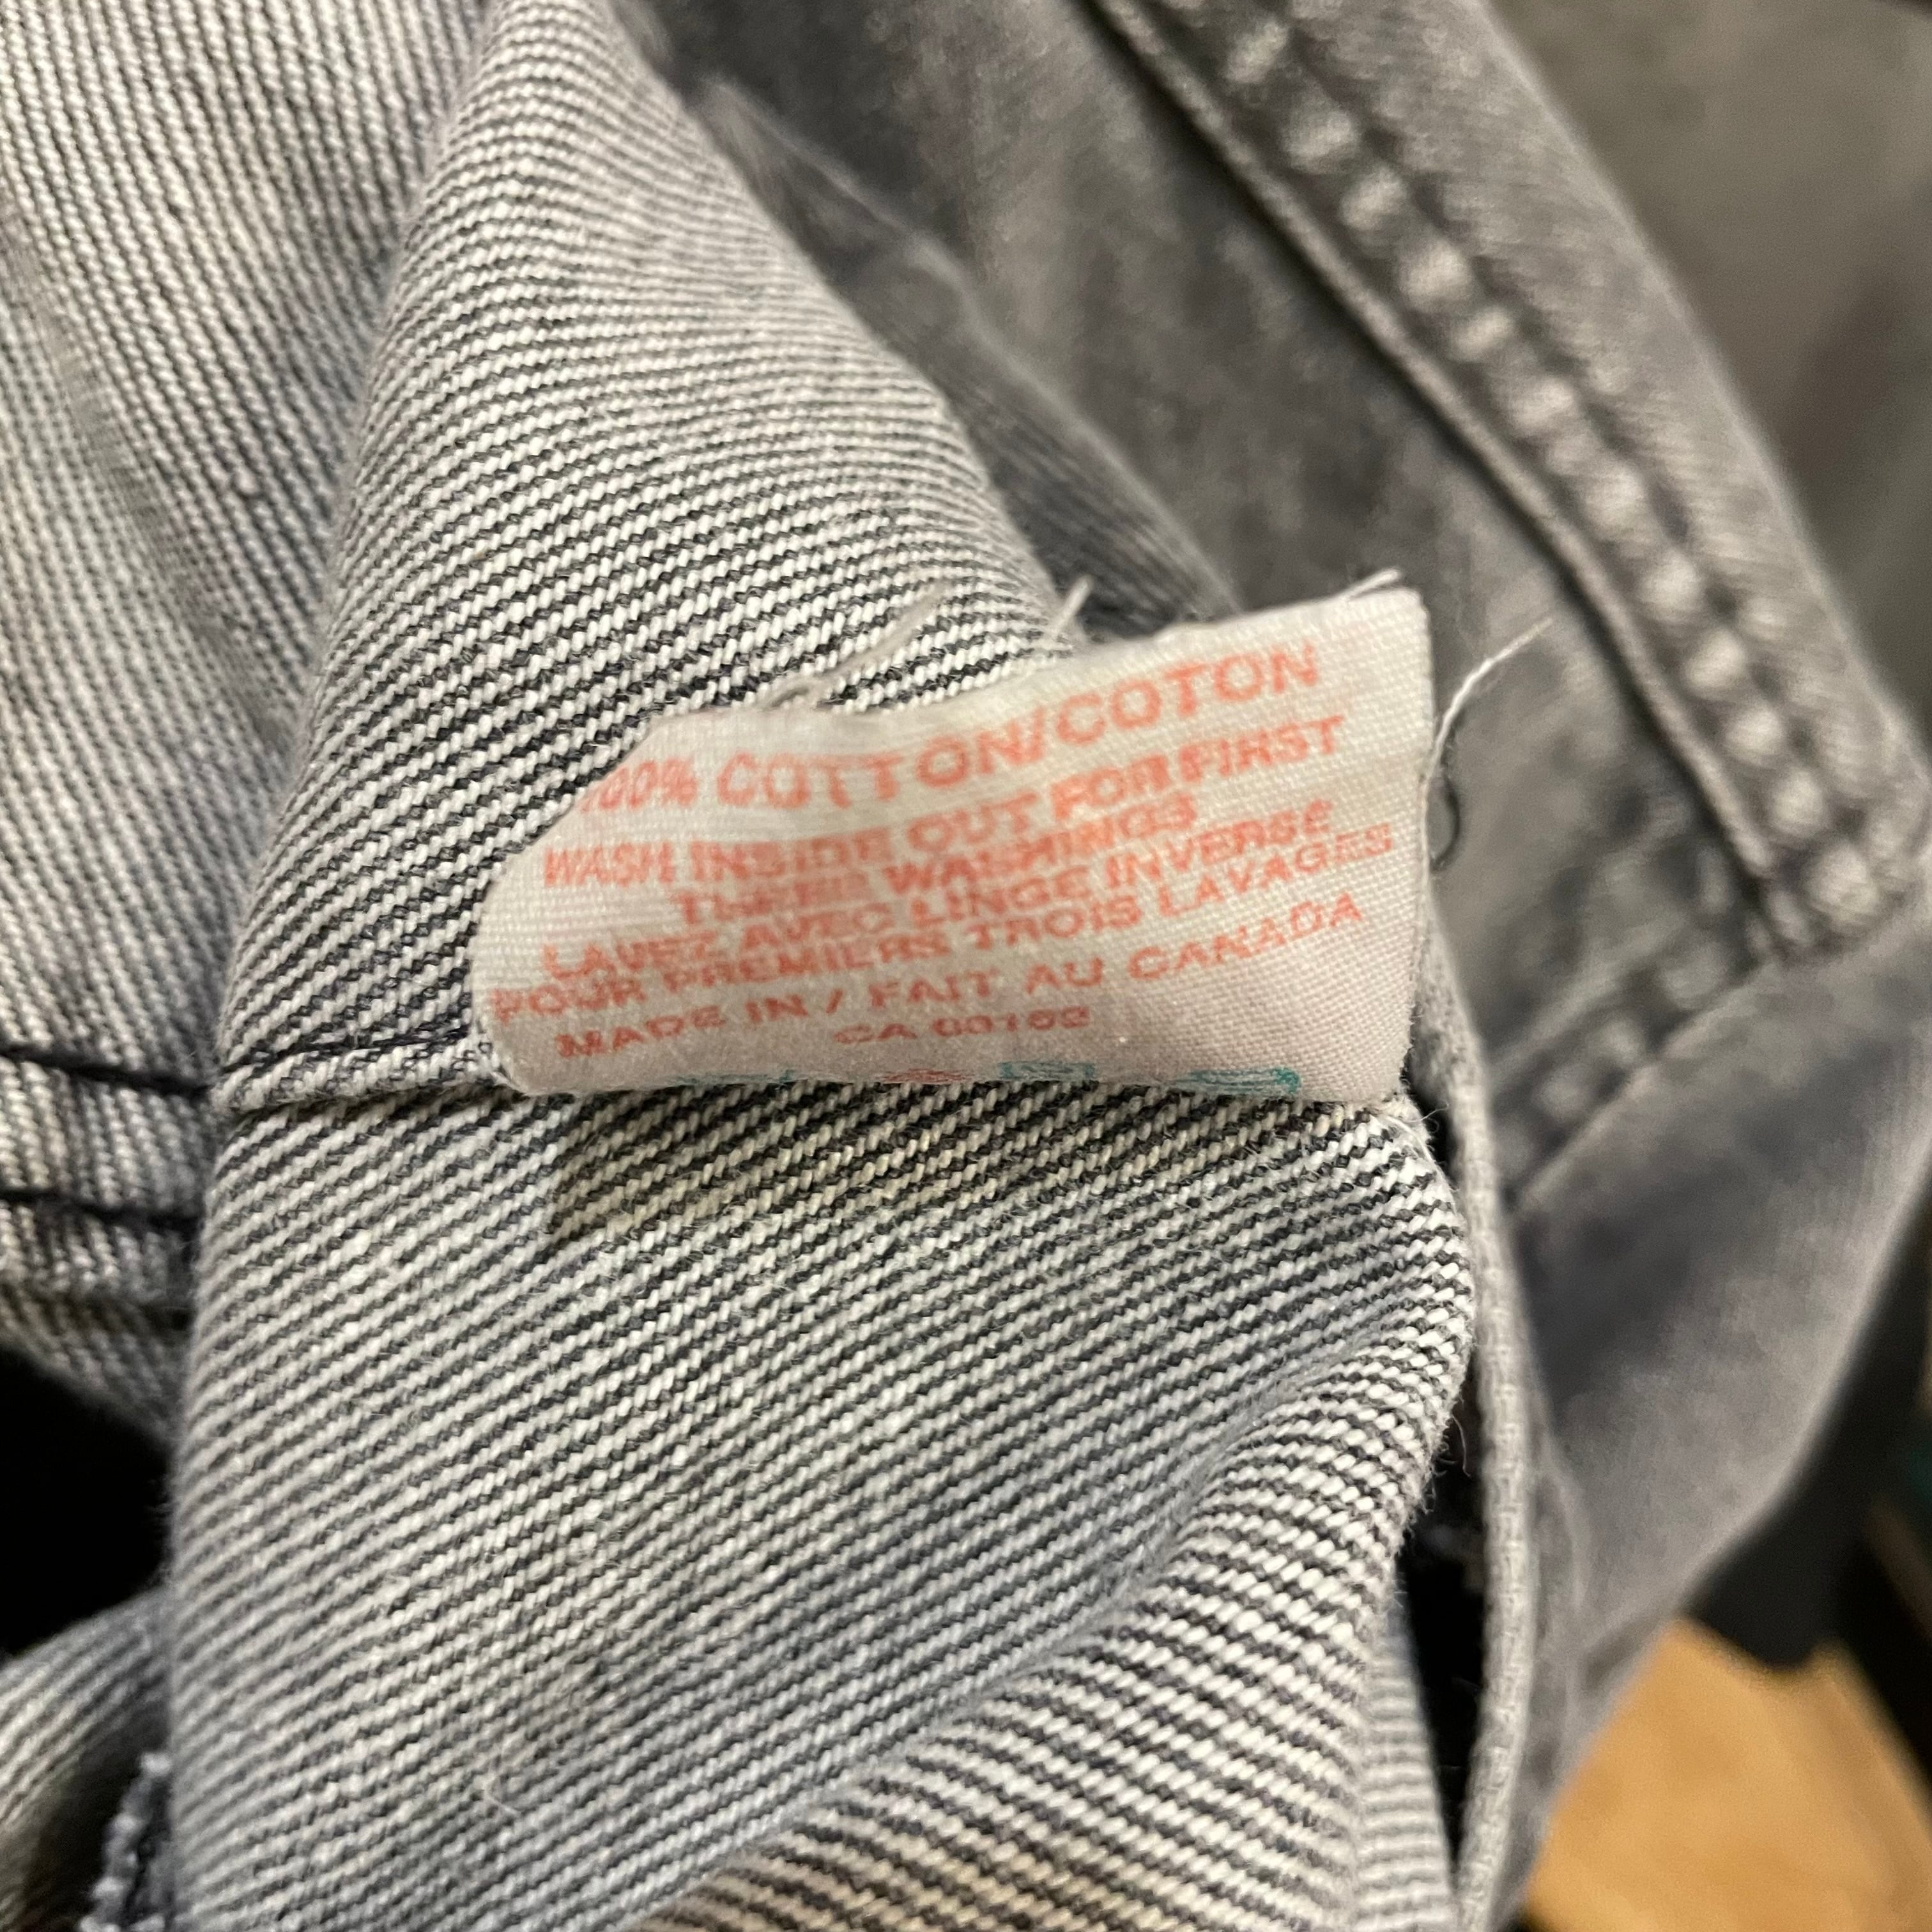 100% COTTON/COTON
WASH INSIDE OUT FOR FIRST
THREE WASHINGS
LAVEZ AVEC LINGE INVERSE
POUR PREMIERS TROIS LAVAGES
MADE IN / FAIT AU CANADA
CA 00162